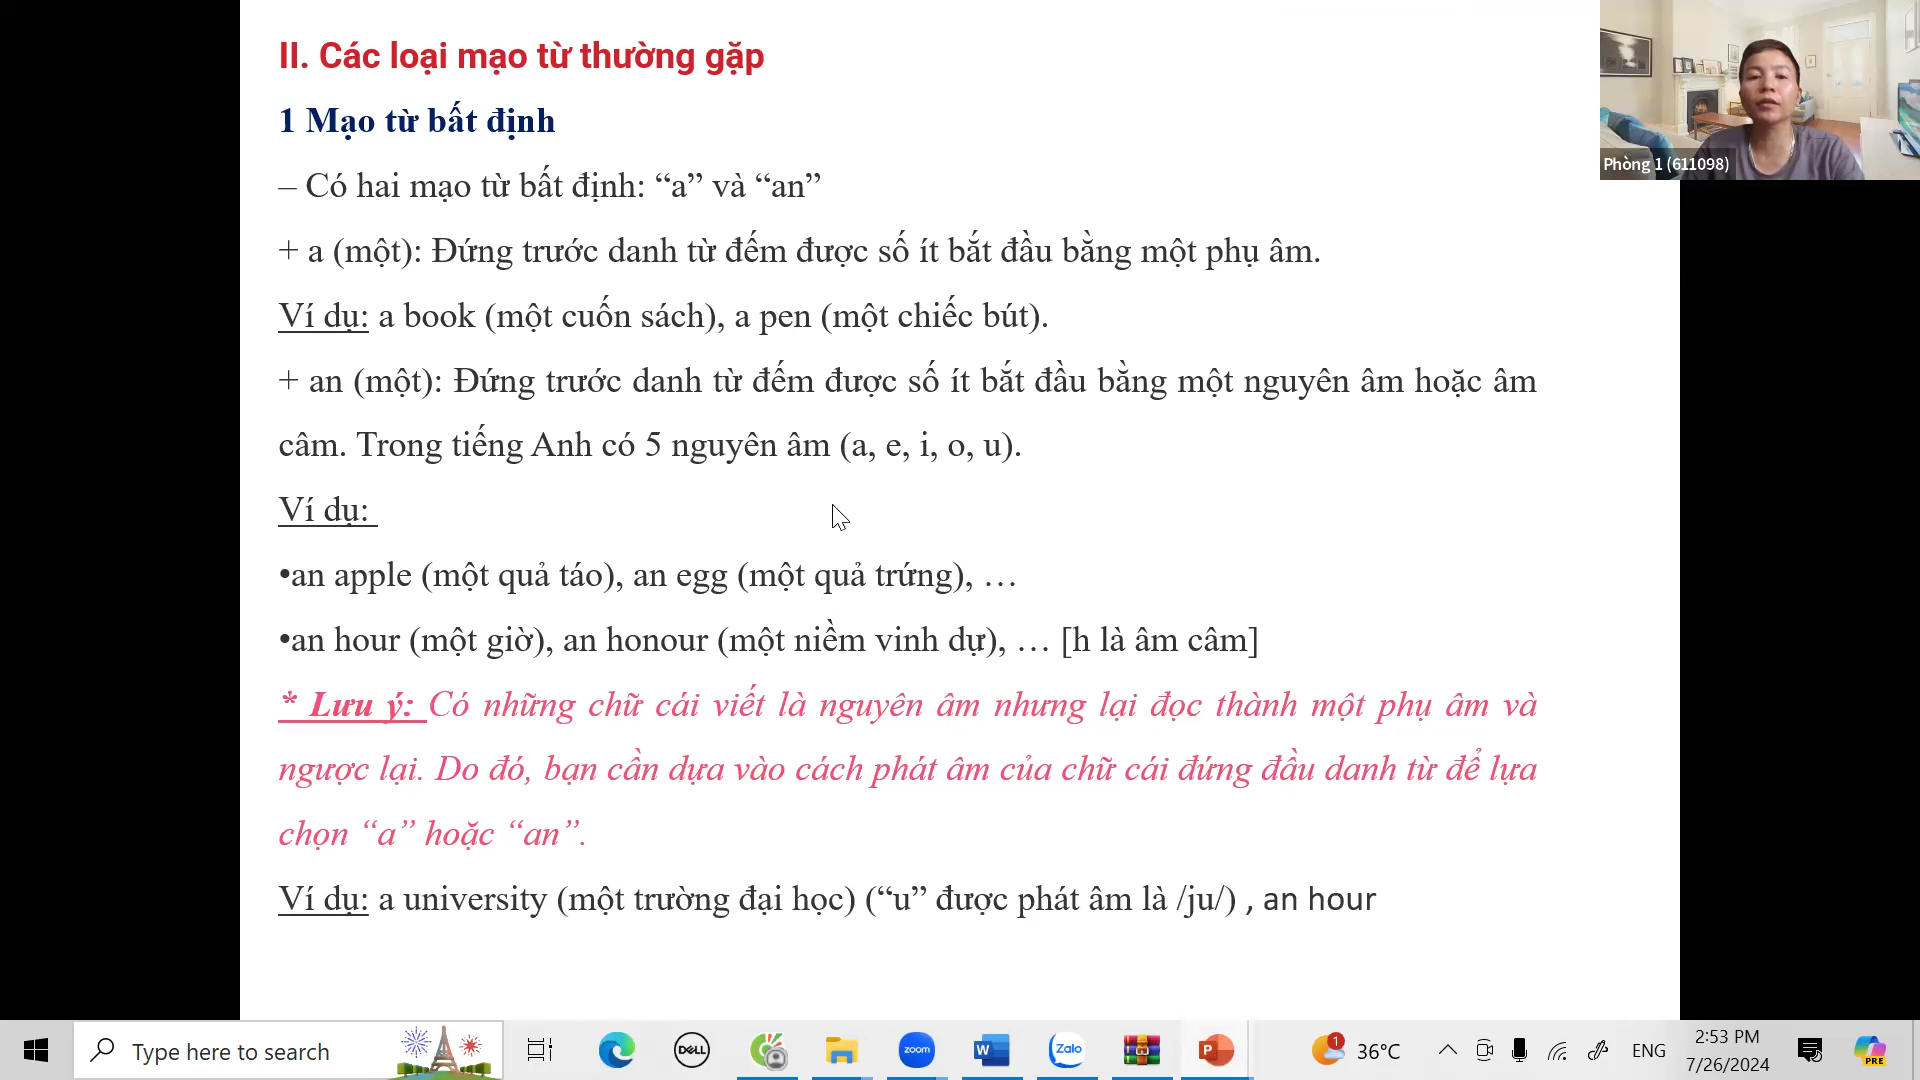 II. Các loại mạo từ thường gặp
1 Mạo từ bất định
– Có hai mạo từ bất định: “a” và “an”
+ a (một): Đứng trước danh từ đếm được số ít bắt đầu bằng một phụ âm.
Ví dụ: a book (một cuốn sách), a pen (một chiếc bút).
+ an (một): Đứng trước danh từ đếm được số ít bắt đầu bằng một nguyên âm hoặc âm
câm. Trong tiếng Anh có 5 nguyên âm (a, e, i, o, u).
Ví dụ:
•an apple (một quả táo), an egg (một quả trứng), …
•an hour (một giờ), an honour (một niềm vinh dự), … [h là âm câm]
* Lưu ý: Có những chữ cái viết là nguyên âm nhưng lại đọc thành một phụ âm và
ngược lại. Do đó, bạn cần dựa vào cách phát âm của chữ cái đứng đầu danh từ để lựa
chọn “a” hoặc “an”.
Ví dụ: a university (một trường đại học) (“u” được phát âm là /ju/) , an hour
Phòng 1 (611098)
Type here to search
DELL
zoom
W
Zalo
P
1
36°C
ENG
2:53 PM
7/26/2024
PRE